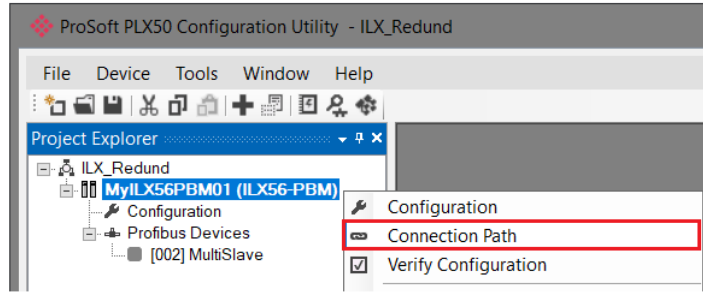 ProSoft PLX50 Configuration Utility - ILX_Redund
File Device Tools Window Help
Project Explorer
ILX_Redund
MyILX56PBM01 (ILX56-PBM)
Configuration
Configuration
Connection Path
Profibus Devices
[002] MultiSlave
Verify Configuration